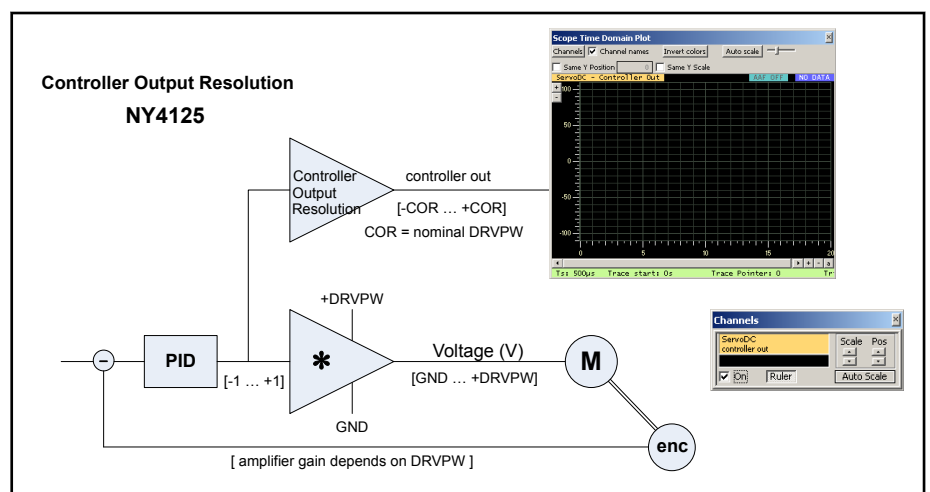 Scope Time Domain Plot
Channels Channel names Invert colors Auto scale
Same Y Position 0 Same Y Scale
ServoDC - Controller Out AAF OFF NO DATA
+
-
100
50
0
-50
-100
0 5 10 15 20
+ - a
Ts: 500µs Trace start: 0s Trace Pointers: 0 Tr
Controller Output Resolution
NY4125
Controller
Output
Resolution
controller out
[-COR … +COR]
COR = nominal DRVPW
+DRVPW
–
PID
[-1 … +1]
*
Voltage (V)
[GND … +DRVPW]
M
GND
enc
[ amplifier gain depends on DRVPW ]
Channels
ServoDC
controller out
Scale Pos
On Ruler Auto Scale